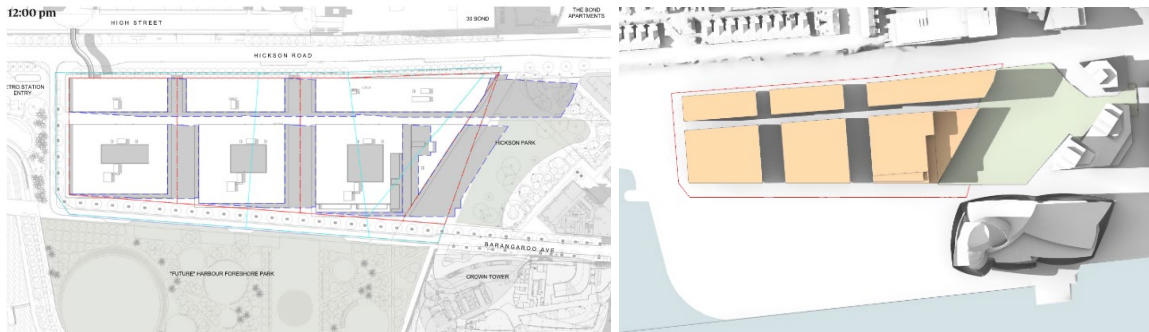 12:00 pm
HIGH STREET
30 BOND
THE BOND
APARTMENTS
HICKSON ROAD
METRO STATION
ENTRY
HICKSON PARK
BARANGAROO AVE
"FUTURE" HARBOUR FORESHORE PARK
CROWN TOWER